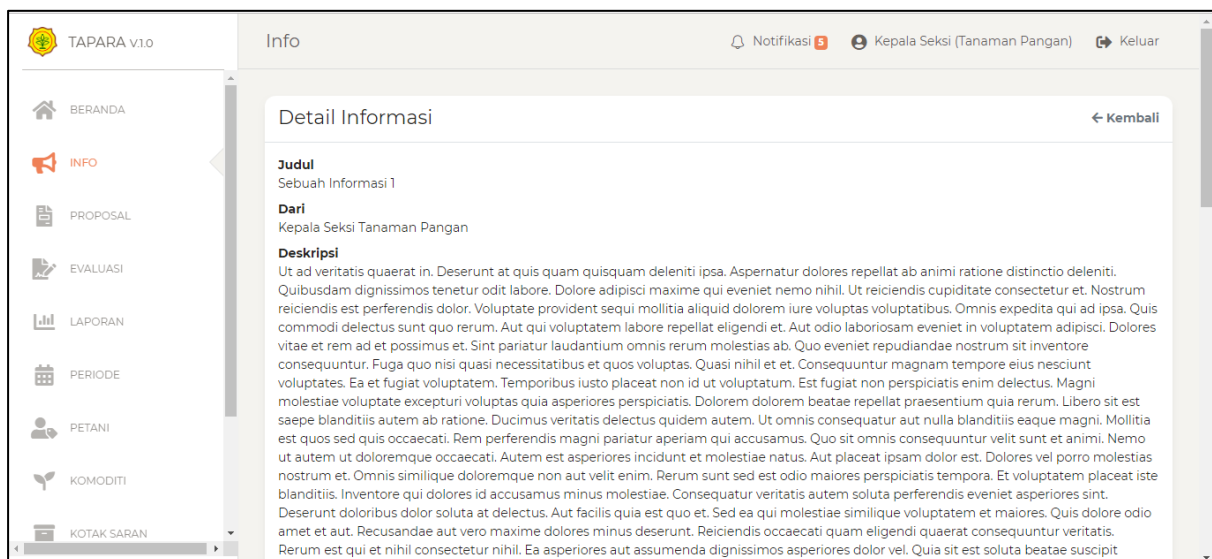 TAPARA V.1.0
Info
Notifikasi 5
Kepala Seksi (Tanaman Pangan)
Keluar
BERANDA
INFO
PROPOSAL
EVALUASI
LAPORAN
PERIODE
PETANI
KOMODITI
KOTAK SARAN
Detail Informasi
Kembali
Judul
Sebuah Informasi 1
Dari
Kepala Seksi Tanaman Pangan
Deskripsi
Ut ad veritatis quaerat in. Deserunt at quis quam quisquam deleniti ipsa. Aspernatur dolores repellat ab animi ratione distinctio deleniti.
Quibusdam dignissimos tenetur odit labore. Dolore adipisci maxime qui eveniet nemo nihil. Ut reiciendis cupiditate consectetur et. Nostrum
reiciendis est perferendis dolor. Voluptate provident sequi mollitia aliquid dolorem iure voluptas voluptatibus. Omnis expedita qui ad ipsa. Quis
commodi delectus sunt quo rerum. Aut qui voluptatem labore repellat eligendi et. Aut odio laboriosam eveniet in voluptatem adipisci. Dolores
vitae et rem ad et possimus et. Sint pariatur laudantium omnis rerum molestias ab. Quo eveniet repudiandae nostrum sit inventore
consequuntur. Fuga quo nisi quasi necessitatibus et quos voluptas. Quasi nihil et et. Consequuntur magnam tempore eius nesciunt
voluptates. Ea et fugiat voluptatem. Temporibus iusto placeat non id ut voluptatum. Est fugiat non perspiciatis enim delectus. Magni
molestiae voluptate excepturi voluptas quia asperiores perspiciatis. Dolorem dolorem beatae repellat praesentium quia rerum. Libero sit est
saepe blanditiis autem ab ratione. Ducimus veritatis delectus quidem autem. Ut omnis consequatur aut nulla blanditiis eaque magni. Mollitia
est quos sed quis occaecati. Rem perferendis magni pariatur aperiam qui accusamus. Quo sit omnis consequuntur velit sunt et animi. Nemo
ut autem ut doloremque occaecati. Autem est asperiores incidunt et molestiae natus. Aut placeat ipsam dolor est. Dolores vel porro molestias
nostrum et. Omnis similique doloremque non aut velit enim. Rerum sunt sed est odio maiores perspiciatis tempora. Et voluptatem placeat iste
blanditiis. Inventore qui dolores id accusamus minus molestiae. Consequatur veritatis autem soluta perferendis eveniet asperiores sint.
Deserunt doloribus dolor soluta at delectus. Aut facilis quia est quo et. Sed ea qui molestiae similique voluptatem et maiores. Quis dolore odio
amet et aut. Recusandae aut vero maxime dolores minus deserunt. Reiciendis occaecati quam eligendi quaerat consequuntur veritatis.
Rerum est qui et nihil consectetur nihil. Ea asperiores aut assumenda dignissimos asperiores dolor vel. Quia sit est soluta beatae suscipit